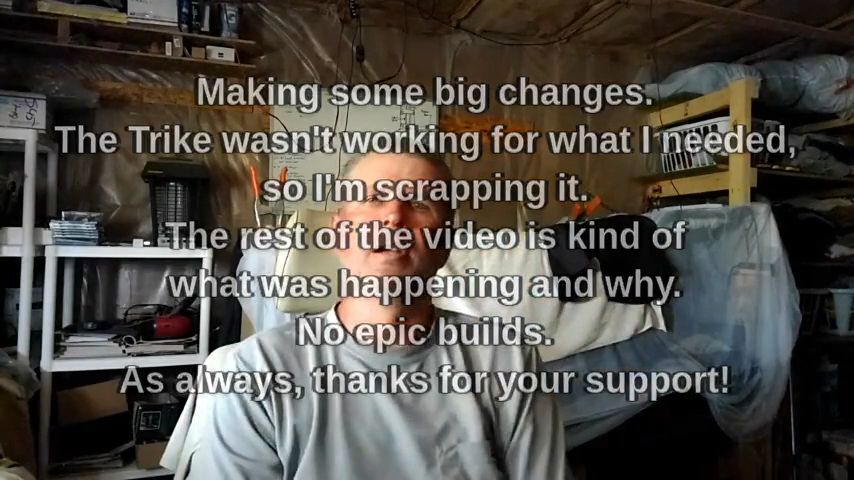 Making some big changes.
The Trike wasn't working for what I needed,
so I'm scrapping it.
The rest of the video is kind of
what was happening and why.
No epic builds.
As always, thanks for your support!